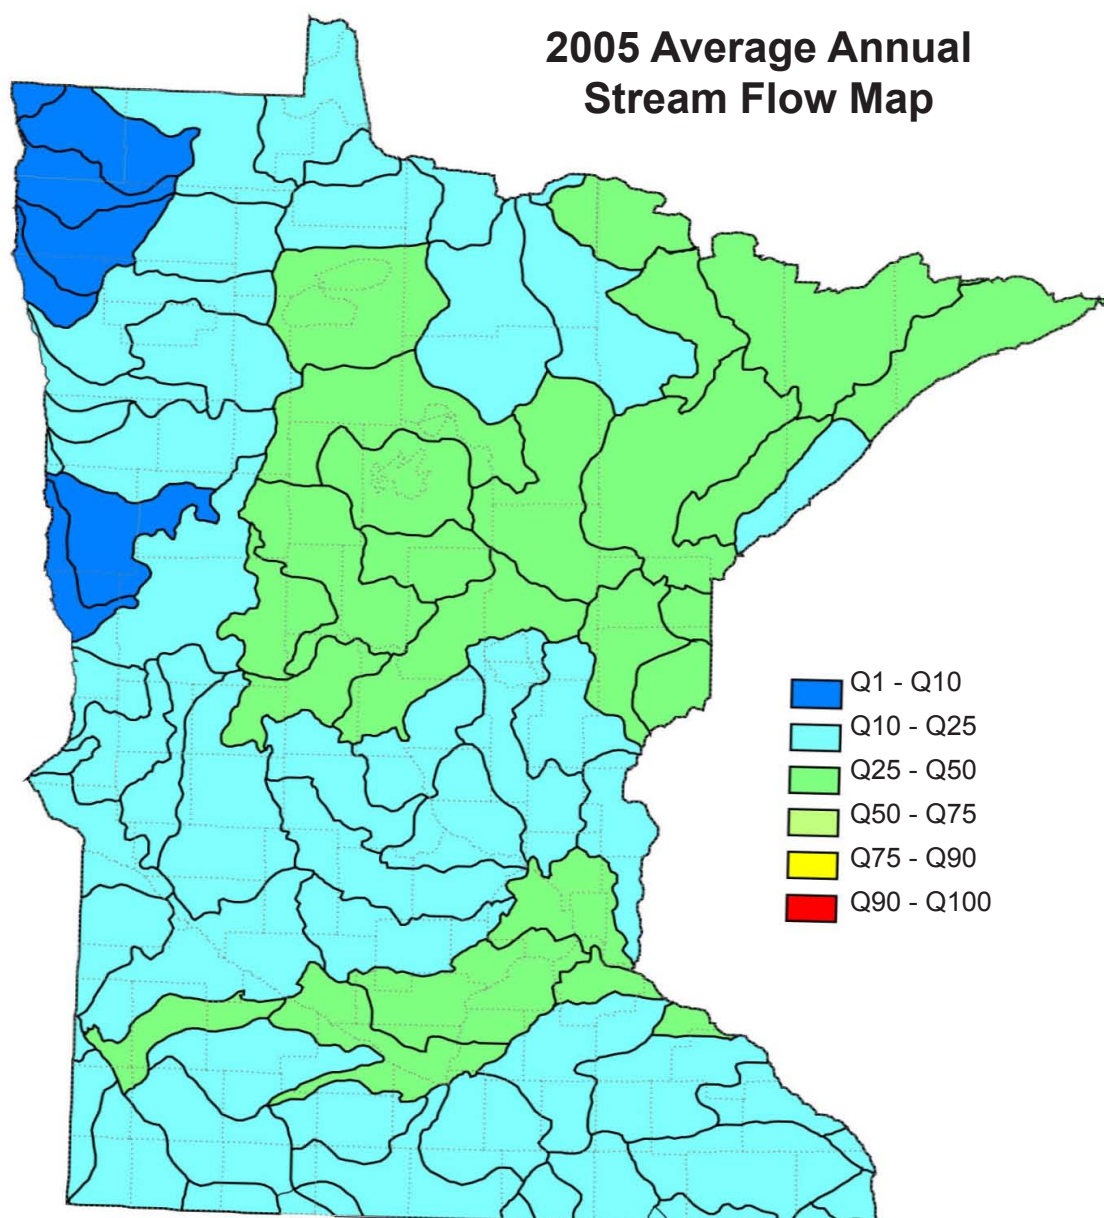 2005 Average Annual
Stream Flow Map
Q1 - Q10
Q10 - Q25
Q25 - Q50
Q50 - Q75
Q75 - Q90
Q90 - Q100